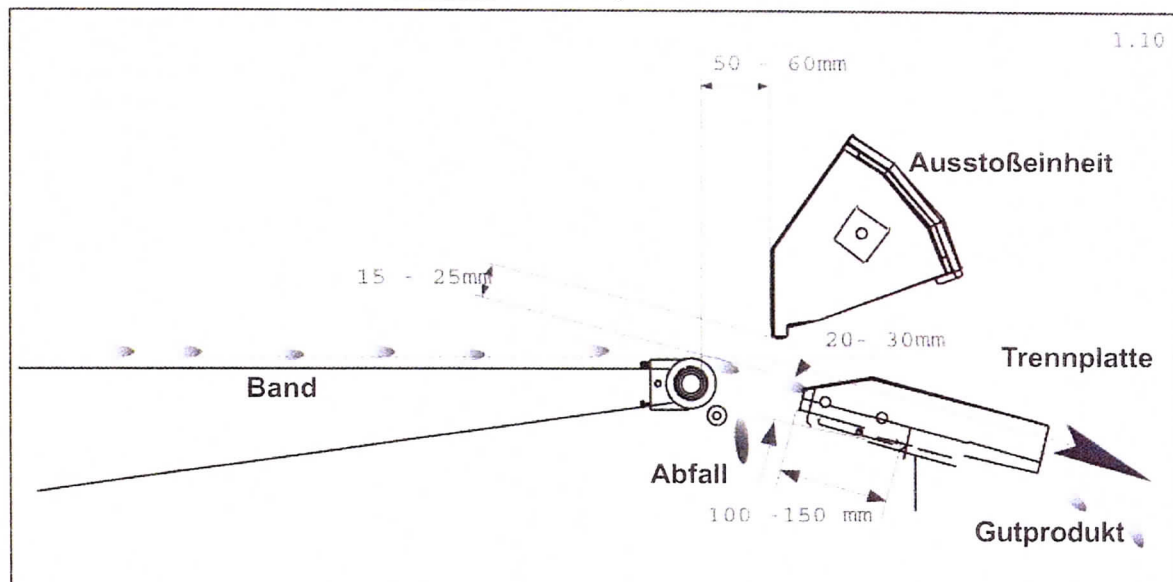 1.10
50 - 60mm
Ausstoßeinheit
15 - 25mm
20- 30mm
Trennplatte
Band
Abfall
100 -150 mm
Gutprodukt